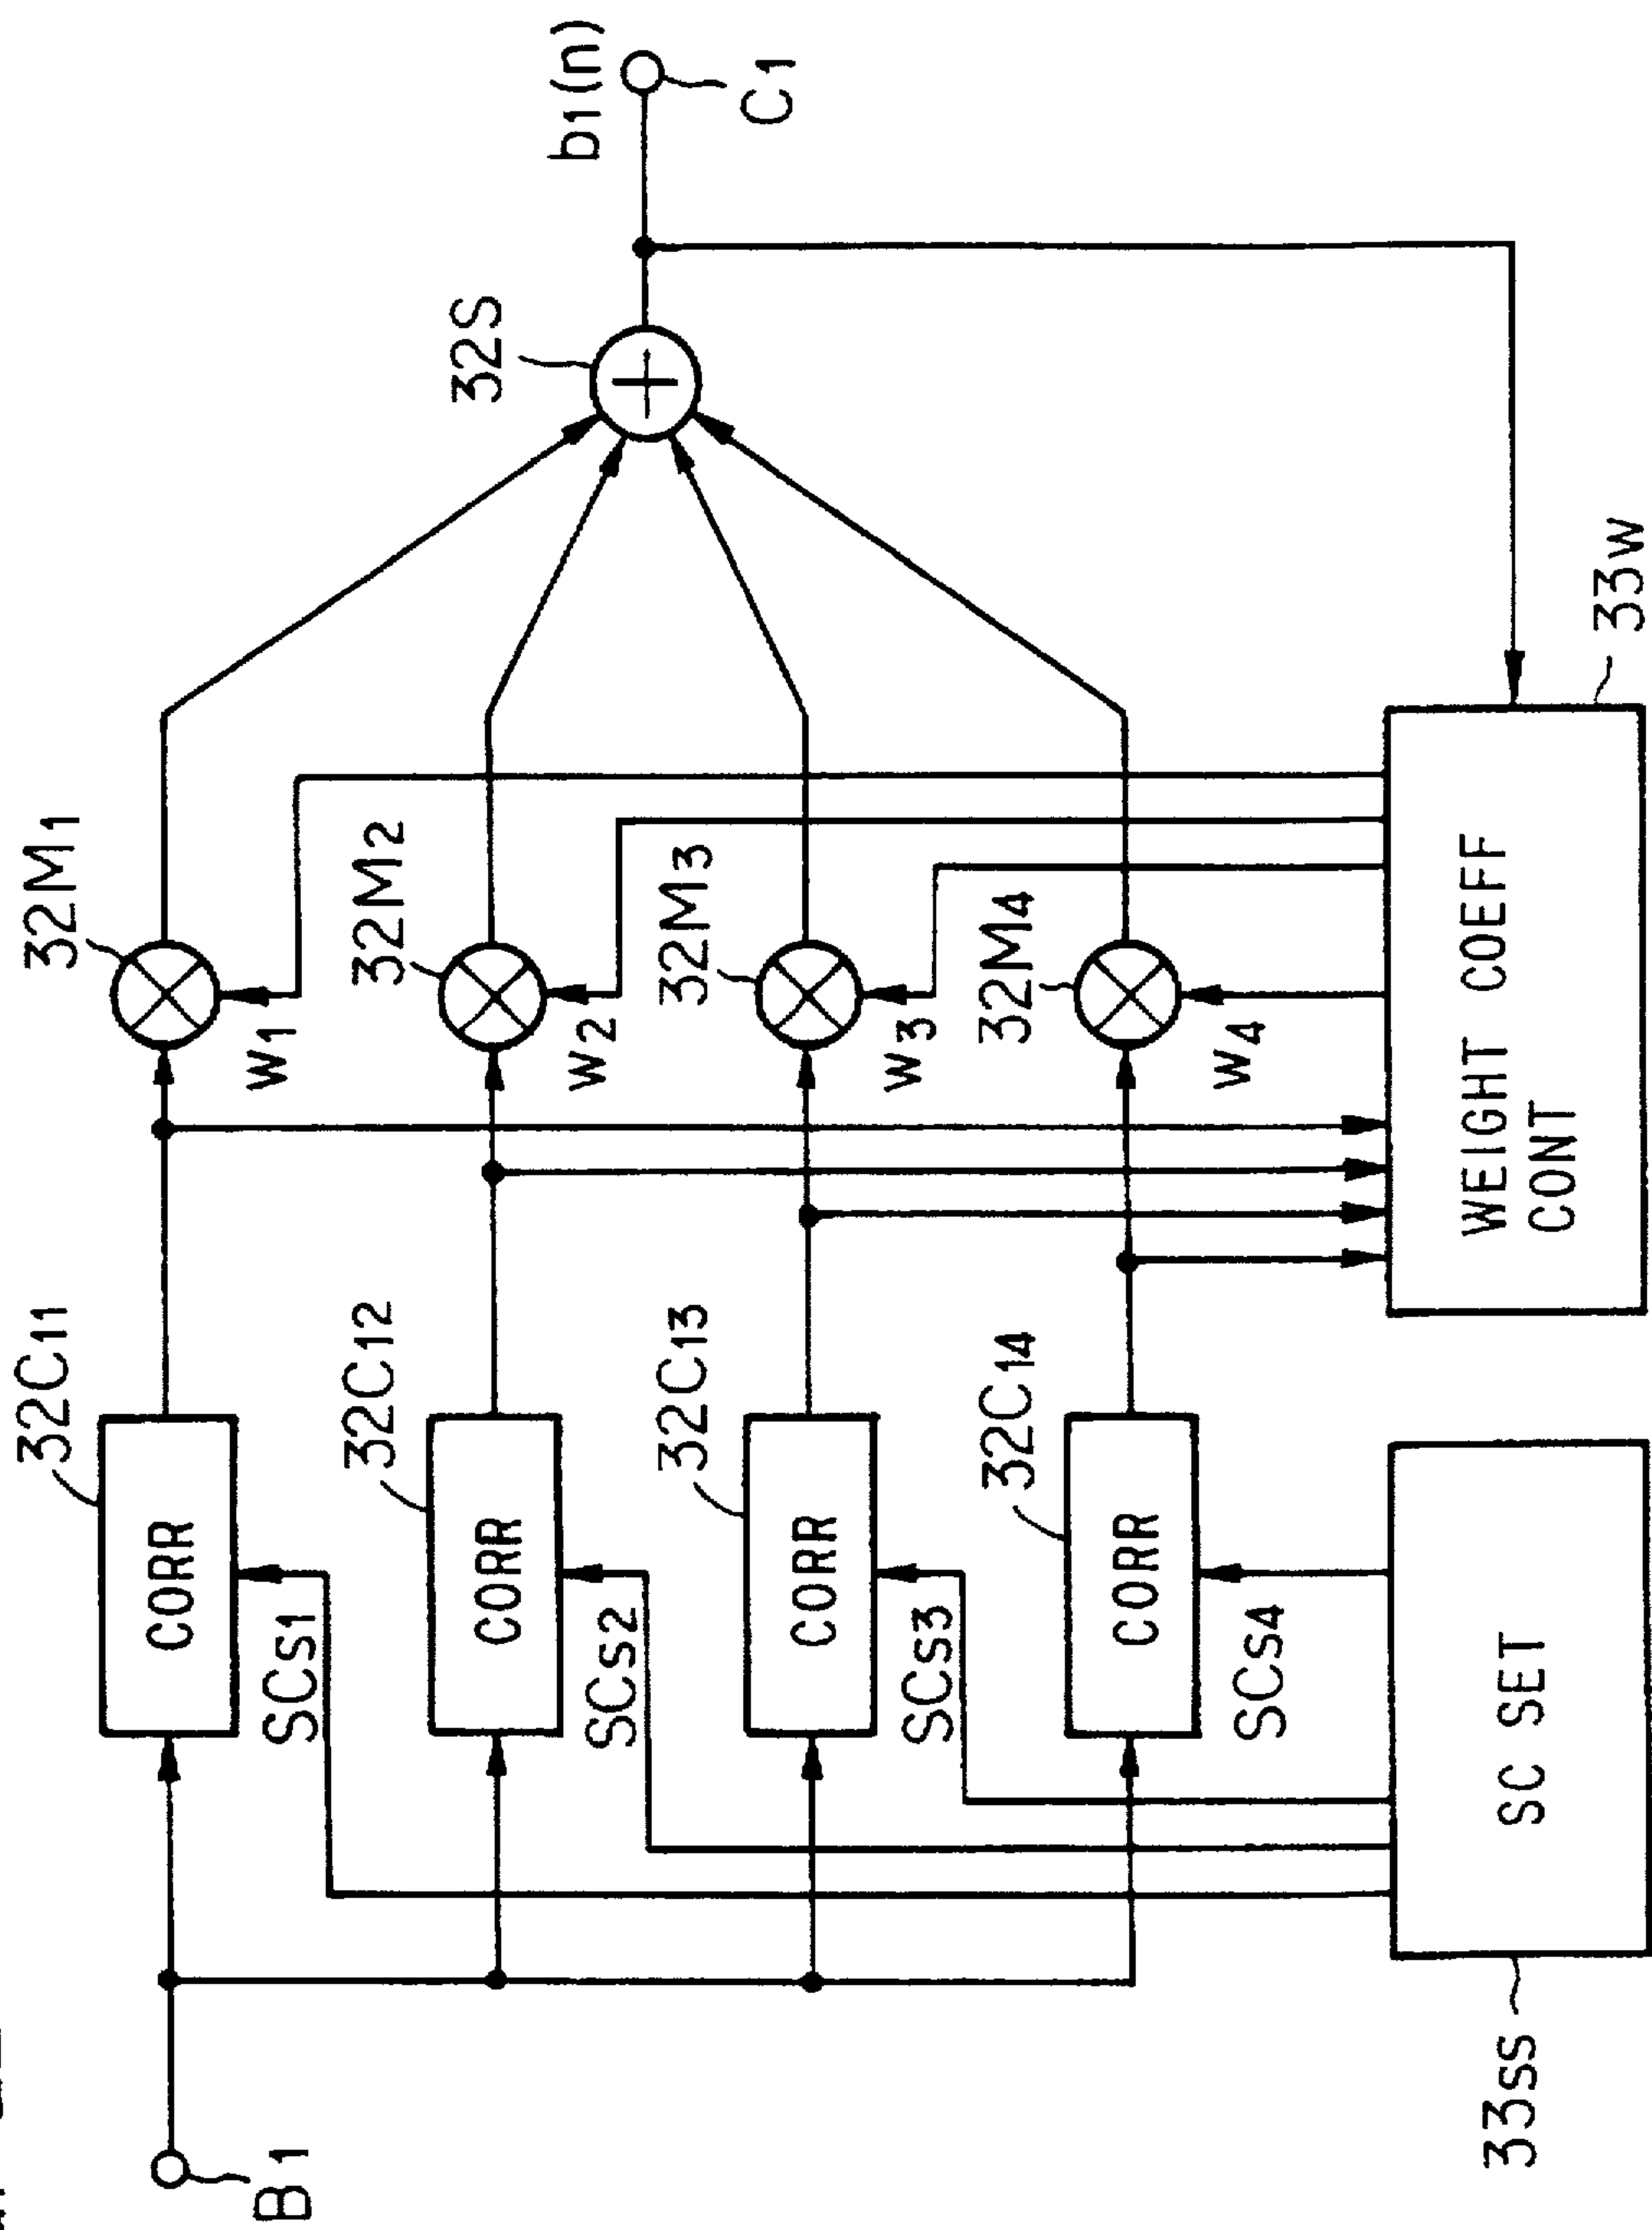 32C11
32M1
CORR
SCs1
w1
32S
b1(n)
C1
B1
32C12
32M2
CORR
SCs2
w2
32C13
32M3
CORR
SCs3
w3
32C14
32M4
CORR
SCs4
w4
33ss
SC SET
WEIGHT COEFF
CONT
33w